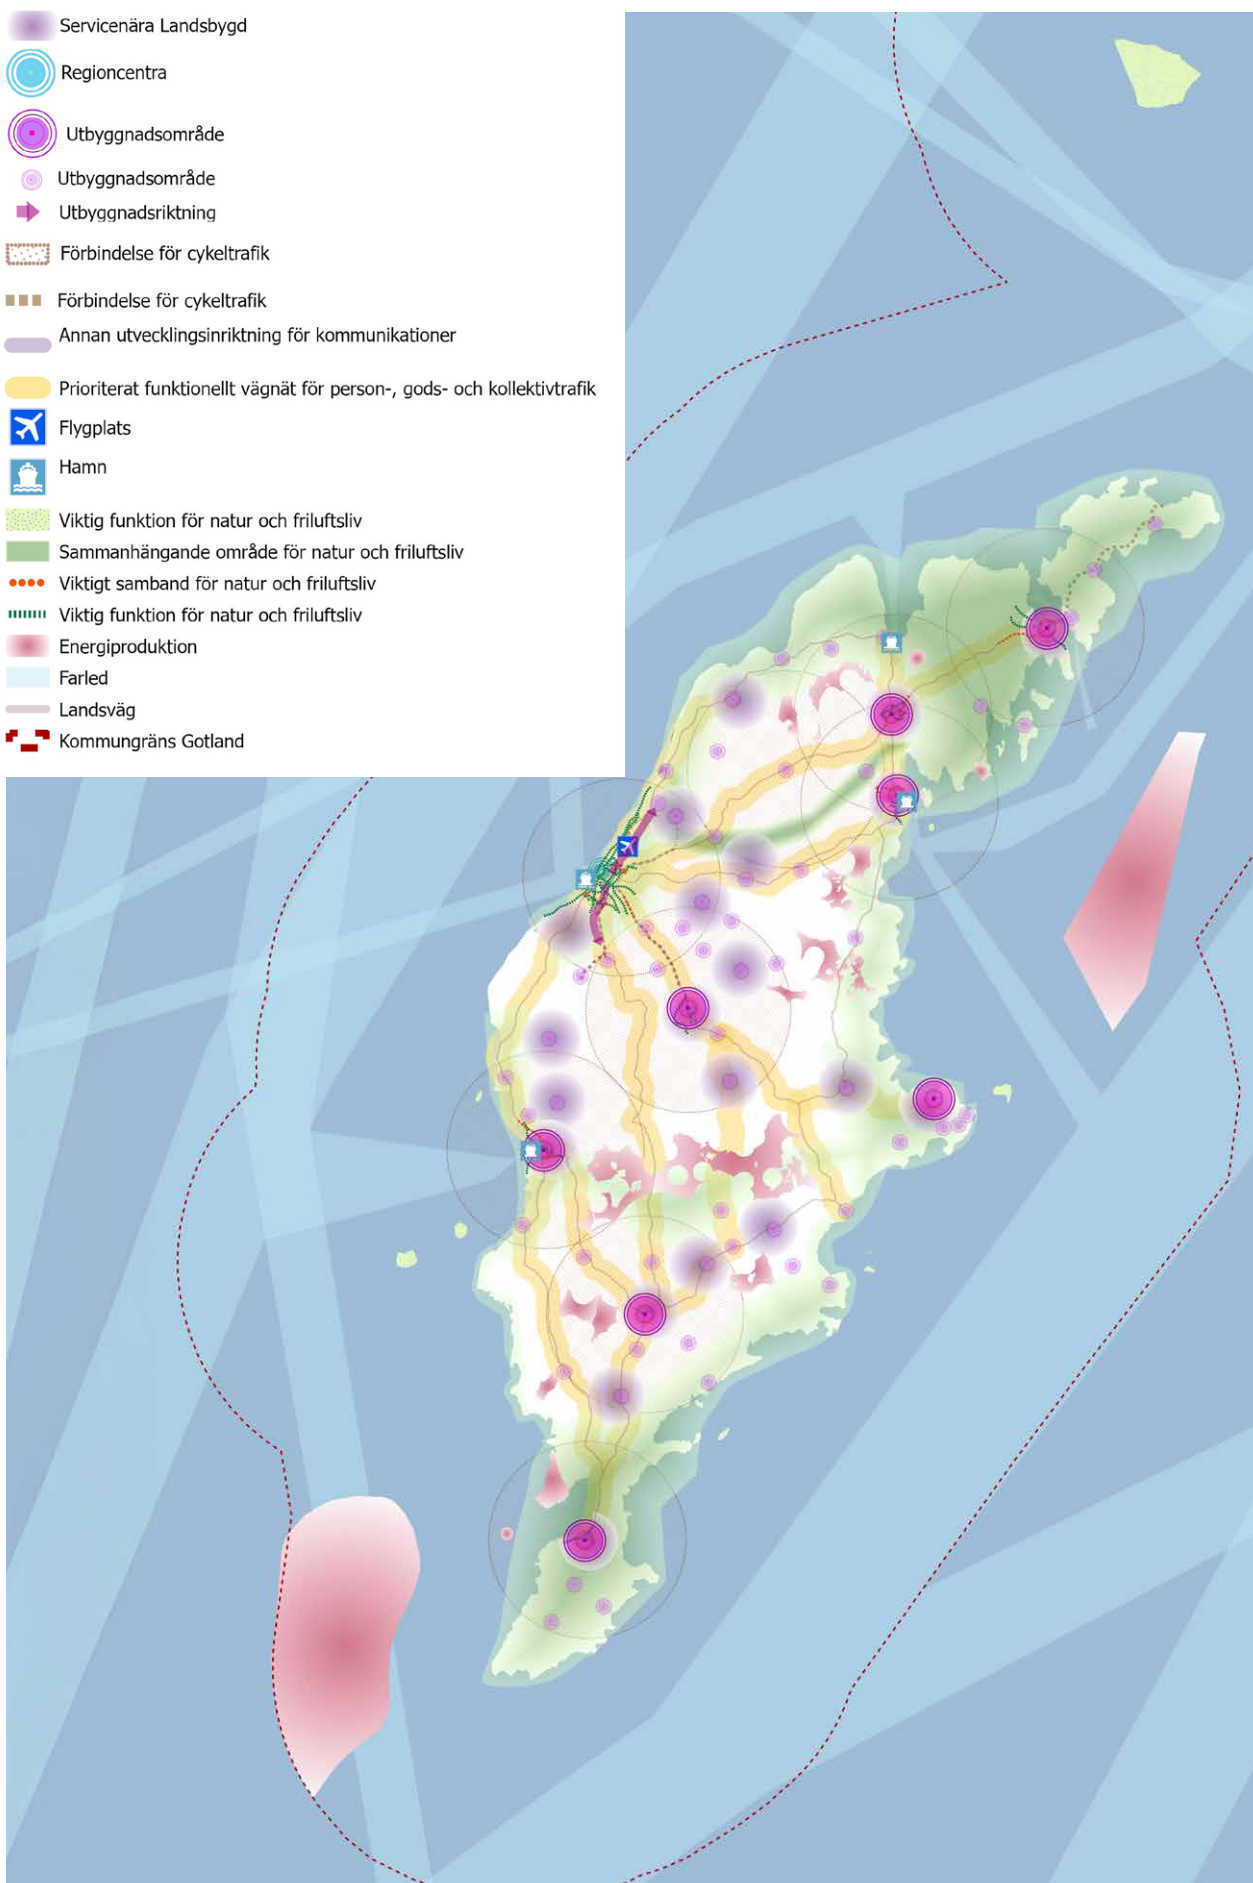 Servicenära Landsbygd
Regioncentra
Utbyggnadsområde
Utbyggnadsområde
Utbyggnadsriktning
Förbindelse för cykeltrafik
Förbindelse för cykeltrafik
Annan utvecklingsinriktning för kommunikationer
Prioriterat funktionellt vägnät för person-, gods- och kollektivtrafik
Flygplats
Hamn
Viktig funktion för natur och friluftsliv
Sammanhängande område för natur och friluftsliv
Viktigt samband för natur och friluftsliv
Viktig funktion för natur och friluftsliv
Energiproduktion
Farled
Landsväg
Kommungräns Gotland